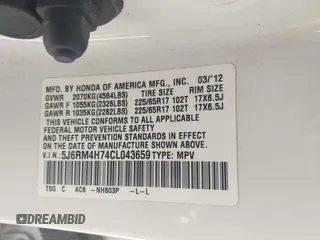 MFD. BY HONDA OF AMERICA MFG., INC. 03/'12
GVWR 2070KG(4564LBS) TIRE SIZE RIM SIZE
GAWR F 1055KG(2326LBS) 225/65R17 102T 17X6.5J
GAWR R 1035KG(2282LBS) 225/65R17 102T 17X6.5J
THIS VEHICLE CONFORMS TO ALL APPLICABLE
FEDERAL MOTOR VEHICLE SAFETY AND
THEFT PREVENTION STANDARDS IN EFFECT ON
THE DATE OF MANUFACTURE SHOWN ABOVE.
V.I.N.: 5J6RM4H74CL043659 TYPE: MPV
TDG C AC6 -NH603P -L-L
DREAMBID